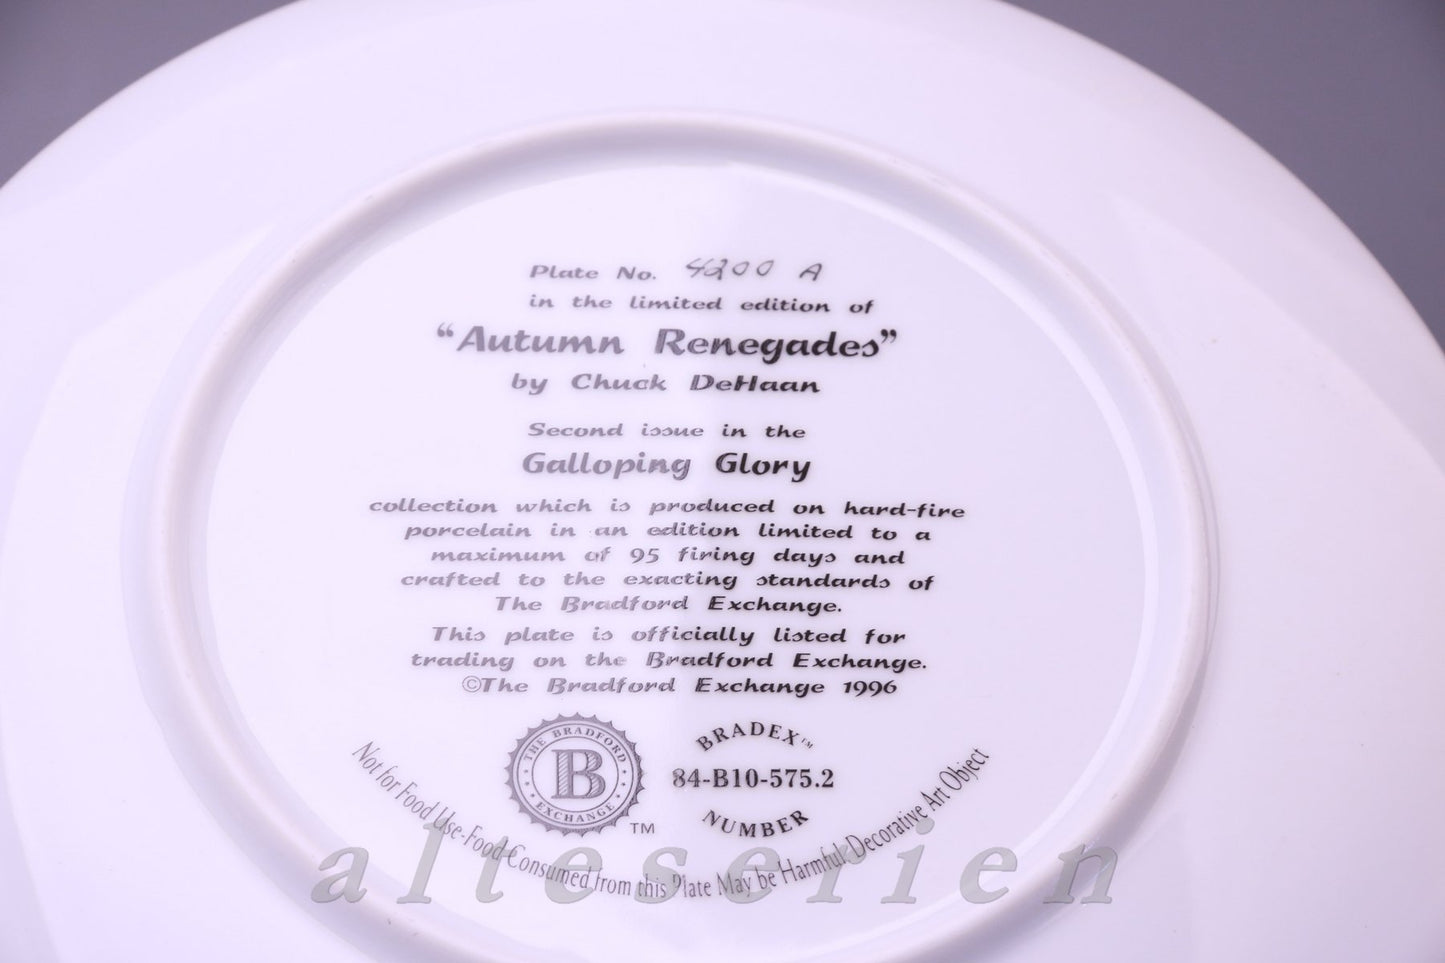 Plate No. 4200 A
in the limited edition of
“Autumn Renegades”
by Chuck DeHaan
Second issue in the
Galloping Glory
collection which is produced on hard-fire
porcelain in an edition limited to a
maximum of 95 firing days and
crafted to the exacting standards of
The Bradford Exchange.
This plate is officially listed for
trading on the Bradford Exchange.
©The Bradford Exchange 1996
THE BRADFORD
B
EXCHANGE
TM
BRADEX™
84-B10-575.2
NUMBER
Not for Food Use-Food Consumed from this Plate May be Harmful. Decorative Art Object
alteserien